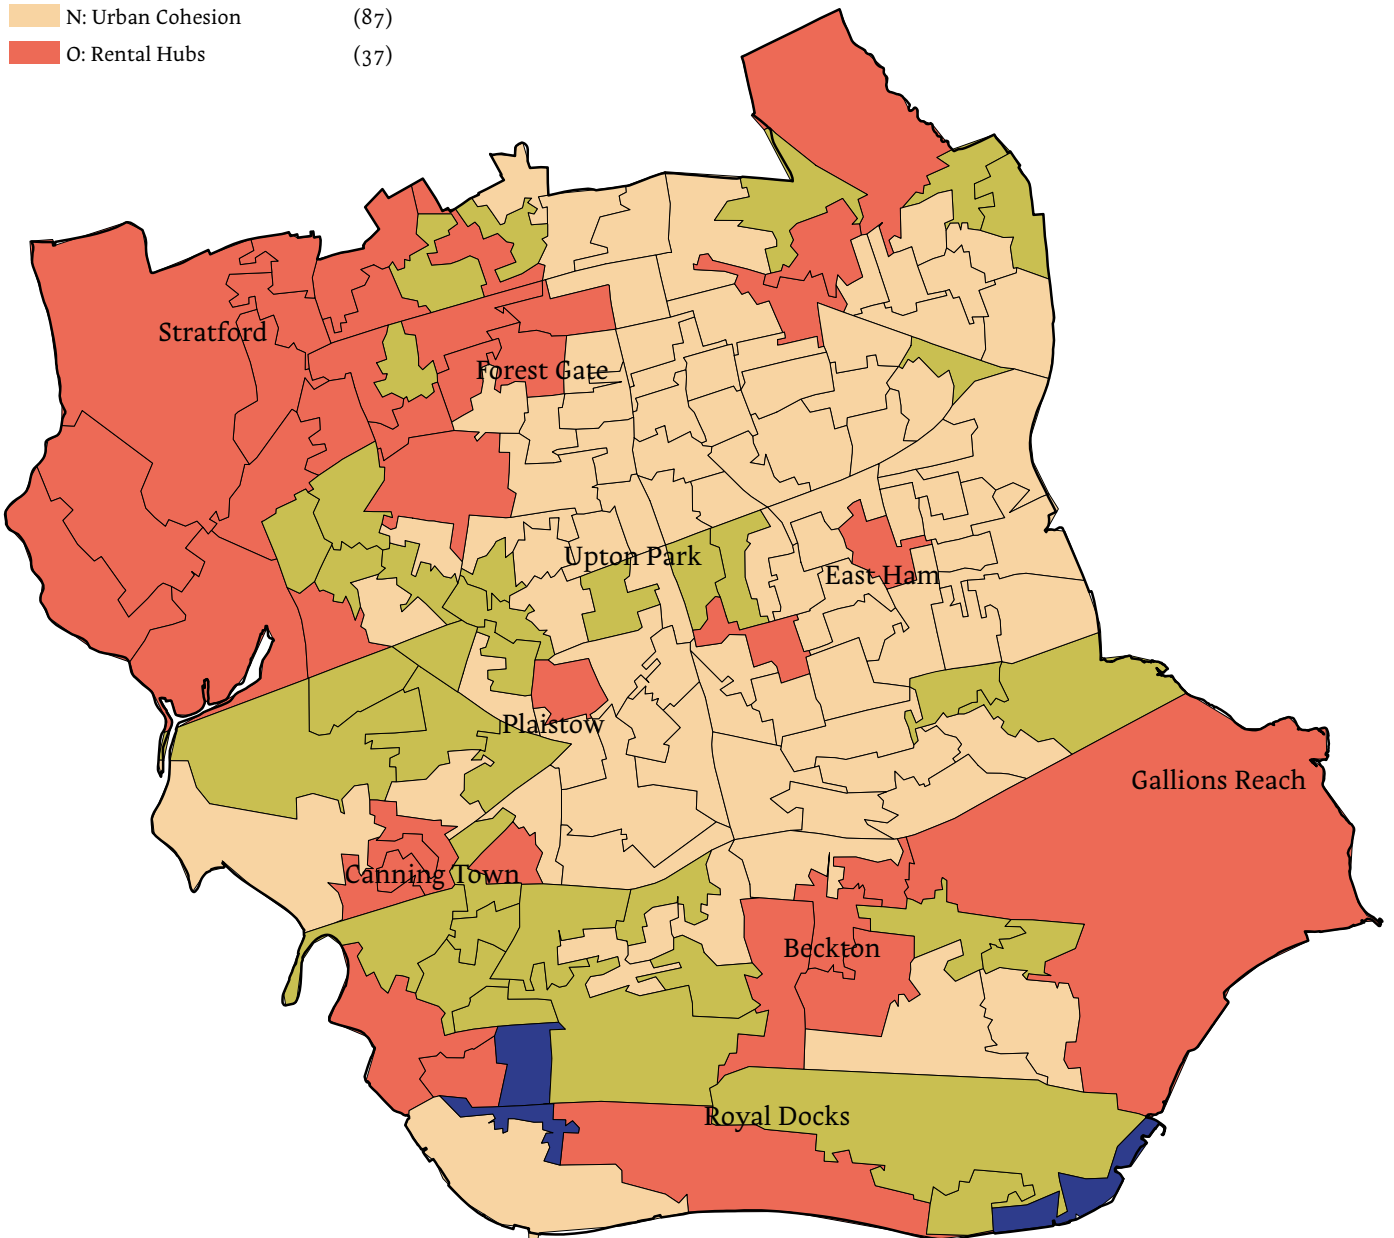 N: Urban Cohesion (87)
O: Rental Hubs (37)
Stratford
Forest Gate
Upton Park
East Ham
Plaistow
Gallions Reach
Canning Town
Beckton
Royal Docks